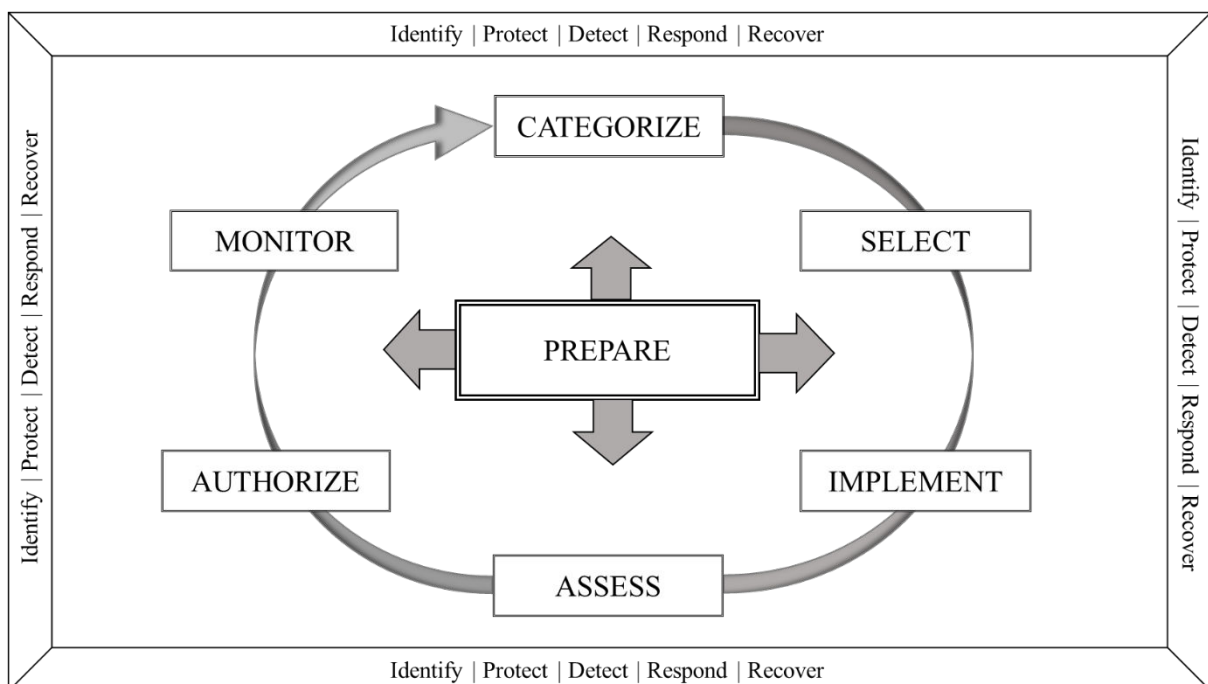 Identify | Protect | Detect | Respond | Recover
CATEGORIZE
MONITOR
SELECT
PREPARE
AUTHORIZE
IMPLEMENT
ASSESS
Identify | Protect | Detect | Respond | Recover
Identify | Protect | Detect | Respond | Recover
Identify | Protect | Detect | Respond | Recover